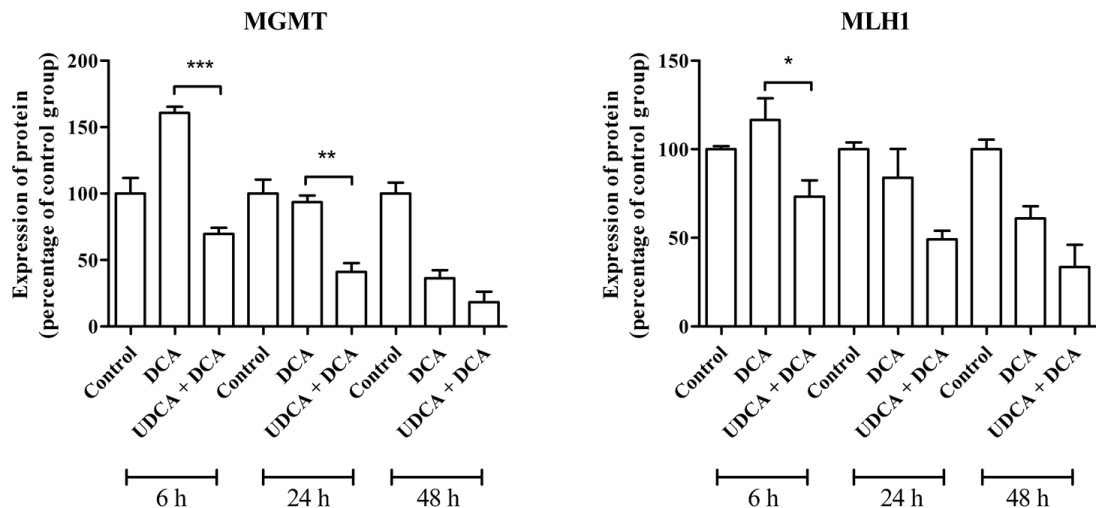 MGMT
Expression of protein
(percentage of control group)
200
150
100
50
0
***
**
Control
DCA
UDCA + DCA
Control
DCA
UDCA + DCA
Control
DCA
UDCA + DCA
6 h
24 h
48 h
MLH1
Expression of protein
(percentage of control group)
150
100
50
0
*
Control
DCA
UDCA + DCA
Control
DCA
UDCA + DCA
Control
DCA
UDCA + DCA
6 h
24 h
48 h